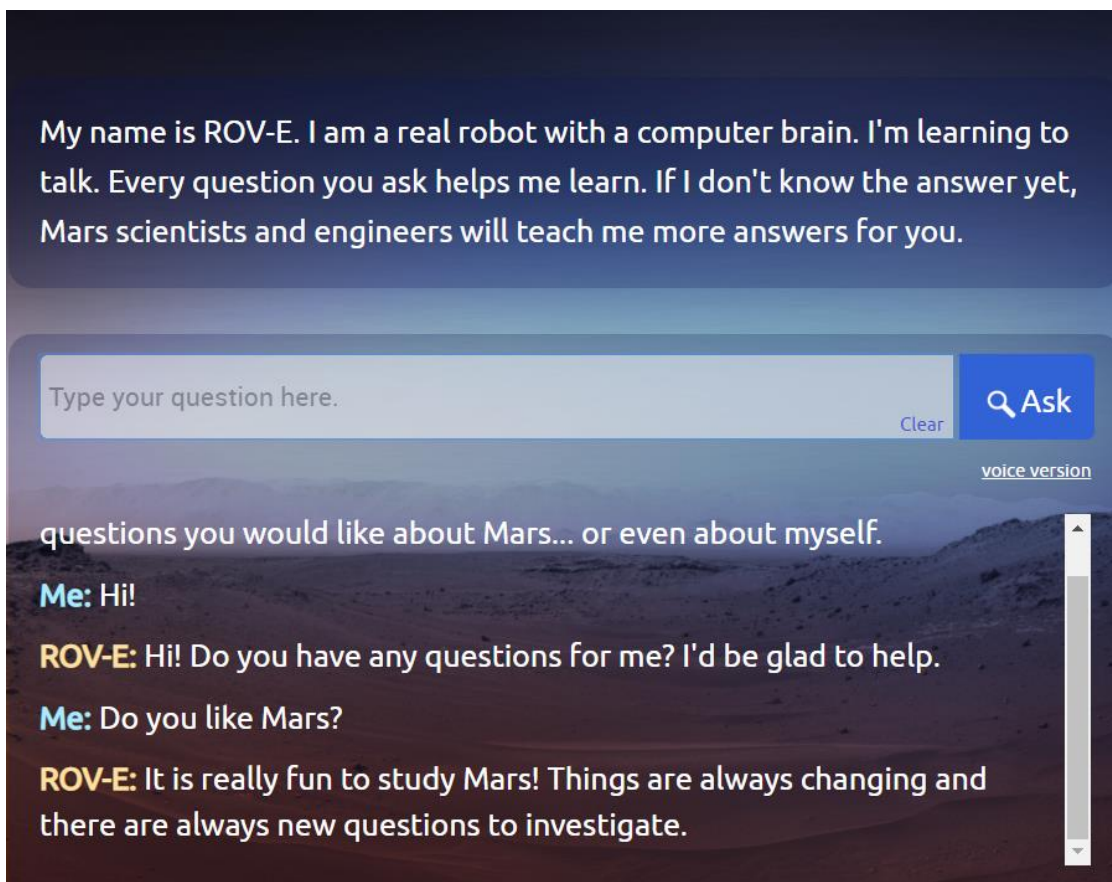 My name is ROV-E. I am a real robot with a computer brain. I'm learning to
talk. Every question you ask helps me learn. If I don't know the answer yet,
Mars scientists and engineers will teach me more answers for you.
Type your question here.
Clear
Ask
voice version
questions you would like about Mars... or even about myself.
Me: Hi!
ROV-E: Hi! Do you have any questions for me? I'd be glad to help.
Me: Do you like Mars?
ROV-E: It is really fun to study Mars! Things are always changing and
there are always new questions to investigate.